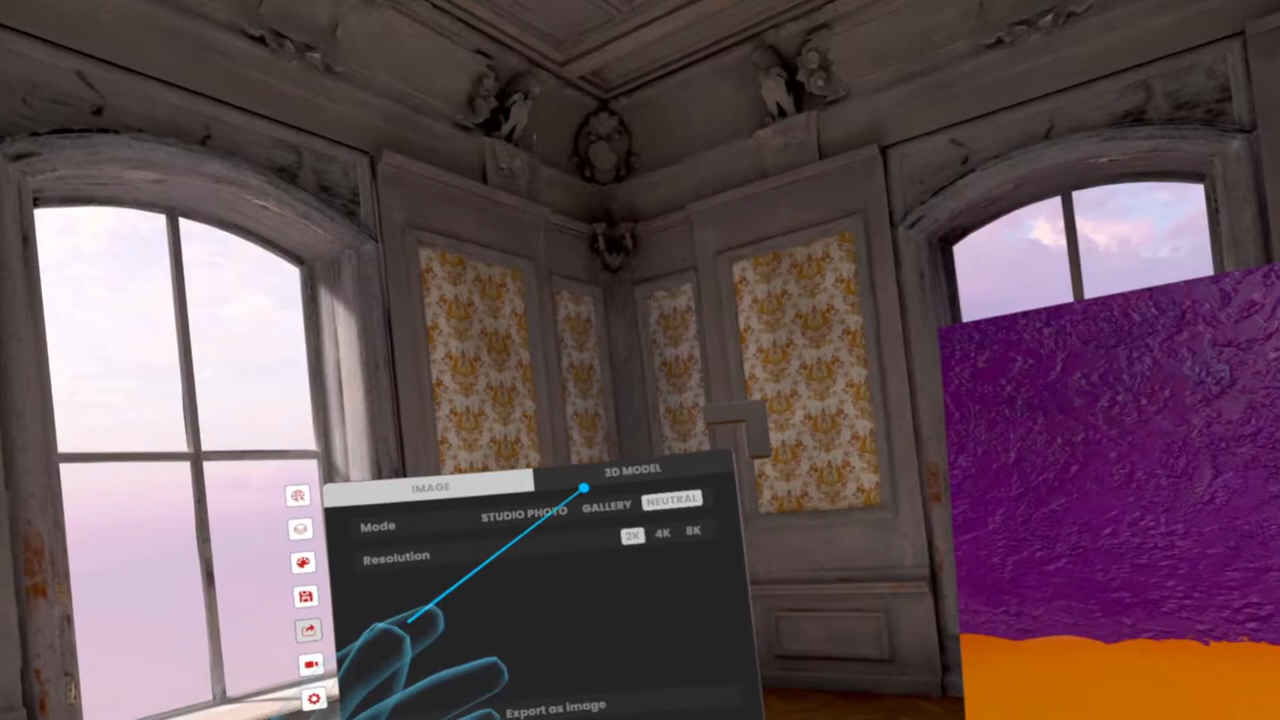 IMAGE
3D MODEL
Mode
STUDIO PHOTO
GALLERY
NEUTRAL
Resolution
2K
4K
8K
Export as Image